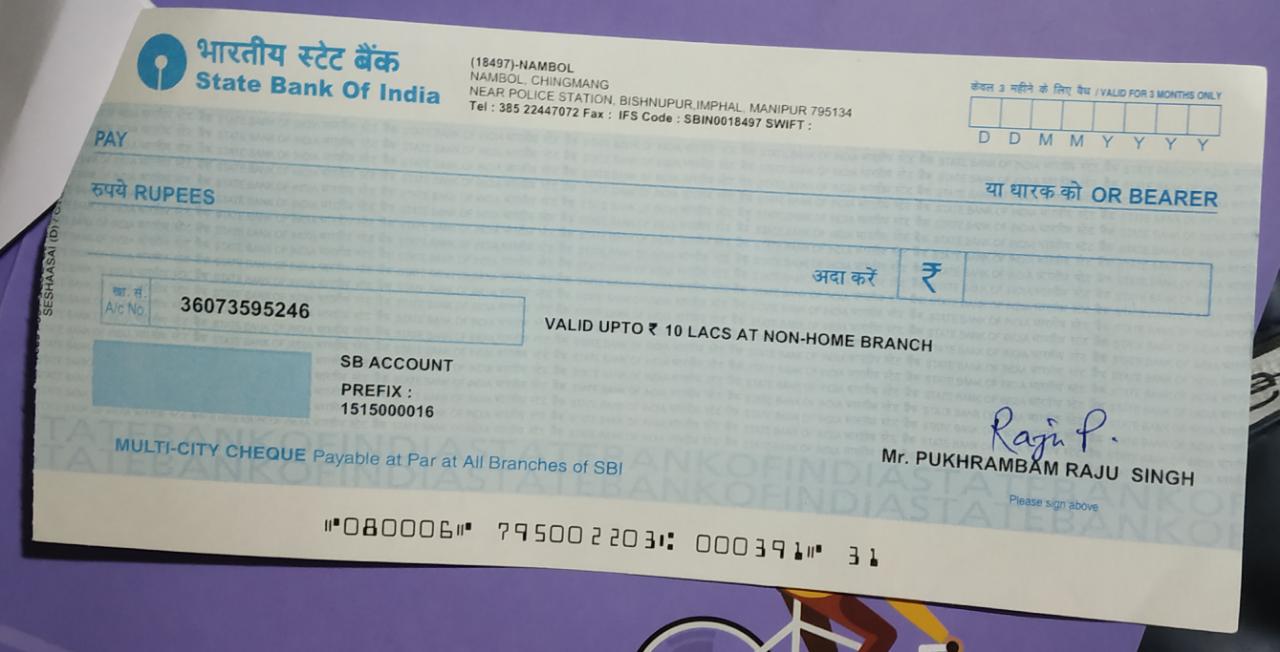 भारतीय स्टेट बैंक
State Bank Of India
(18497)-NAMBOL
NAMBOL, CHINGMANG
NEAR POLICE STATION, BISHNUPUR,IMPHAL, MANIPUR 795134
Tel : 385 22447072 Fax : IFS Code : SBIN0018497 SWIFT :
केवल 3 महीने के लिए वैध / VALID FOR 3 MONTHS ONLY
D D M M Y Y Y Y
PAY
या धारक को OR BEARER
रुपये RUPEES
अदा करें ₹
खा. सं.
A/c No.
36073595246
VALID UPTO ₹ 10 LACS AT NON-HOME BRANCH
SB ACCOUNT
PREFIX :
1515000016
MULTI-CITY CHEQUE Payable at Par at All Branches of SBI
Raju P.
Mr. PUKHRAMBAM RAJU SINGH
Please sign above
⑈080006⑈ 795002203⑆ 000391⑈ 31
SESHAASAI (D)